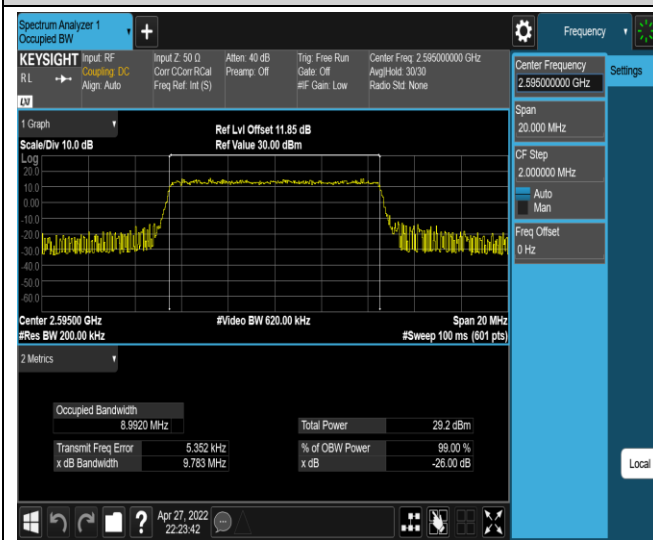 Spectrum Analyzer 1
Occupied BW
+
Frequency
KEYSIGHT
RL
LXI
Input: RF
Coupling: DC
Align: Auto
Input Z: 50 Ω
Corr CCorr RCal
Freq Ref: Int (S)
Atten: 40 dB
Preamp: Off
Trig: Free Run
Gate: Off
#IF Gain: Low
Center Freq: 2.595000000 GHz
Avg|Hold: 30/30
Radio Std: None
Center Frequency
2.595000000 GHz
Settings
Span
20.000 MHz
CF Step
2.000000 MHz
Auto
Man
Freq Offset
0 Hz
Local
1 Graph
Scale/Div 10.0 dB
Ref Lvl Offset 11.85 dB
Ref Value 30.00 dBm
Log
20.0
10.0
0.00
-10.0
-20.0
-30.0
-40.0
-50.0
-60.0
Center 2.59500 GHz
#Video BW 620.00 kHz
Span 20 MHz
#Res BW 200.00 kHz
#Sweep 100 ms (601 pts)
2 Metrics
Occupied Bandwidth
8.9920 MHz
Total Power 29.2 dBm
Transmit Freq Error 5.352 kHz
% of OBW Power 99.00 %
x dB Bandwidth 9.783 MHz
x dB -26.00 dB
?
Apr 27, 2022
22:23:42